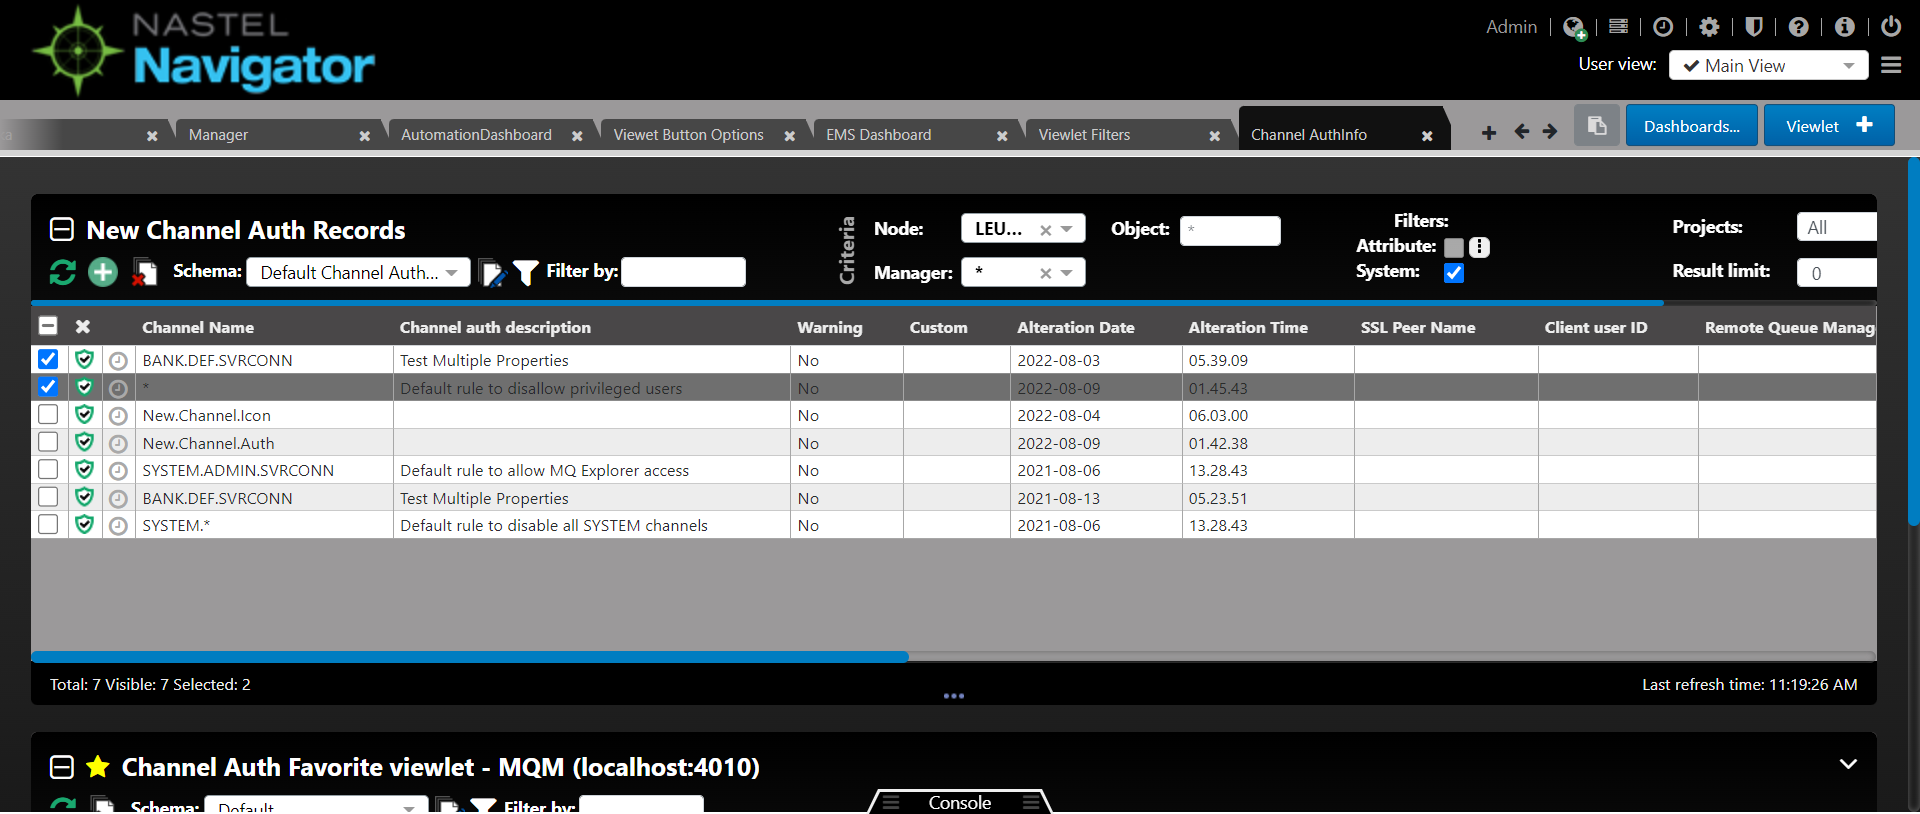 NASTEL
Navigator
Admin
User view: Main View
a Manager AutomationDashboard Viewet Button Options EMS Dashboard Viewlet Filters Channel AuthInfo Dashboards... Viewlet
New Channel Auth Records
Schema: Default Channel Auth... Filter by:
Criteria
Node: LEU... Object: *
Manager: *
Filters:
Attribute:
System:
Projects: All
Result limit: 0
Channel Name Channel auth description Warning Custom Alteration Date Alteration Time SSL Peer Name Client user ID Remote Queue Manag
BANK.DEF.SVRCONN Test Multiple Properties No 2022-08-03 05.39.09
* Default rule to disallow privileged users No 2022-08-09 01.45.43
New.Channel.Icon No 2022-08-04 06.03.00
New.Channel.Auth No 2022-08-09 01.42.38
SYSTEM.ADMIN.SVRCONN Default rule to allow MQ Explorer access No 2021-08-06 13.28.43
BANK.DEF.SVRCONN Test Multiple Properties No 2021-08-13 05.23.51
SYSTEM.* Default rule to disable all SYSTEM channels No 2021-08-06 13.28.43
Total: 7 Visible: 7 Selected: 2
Last refresh time: 11:19:26 AM
Channel Auth Favorite viewlet - MQM (localhost:4010)
Schema: Default Filter by:
Console